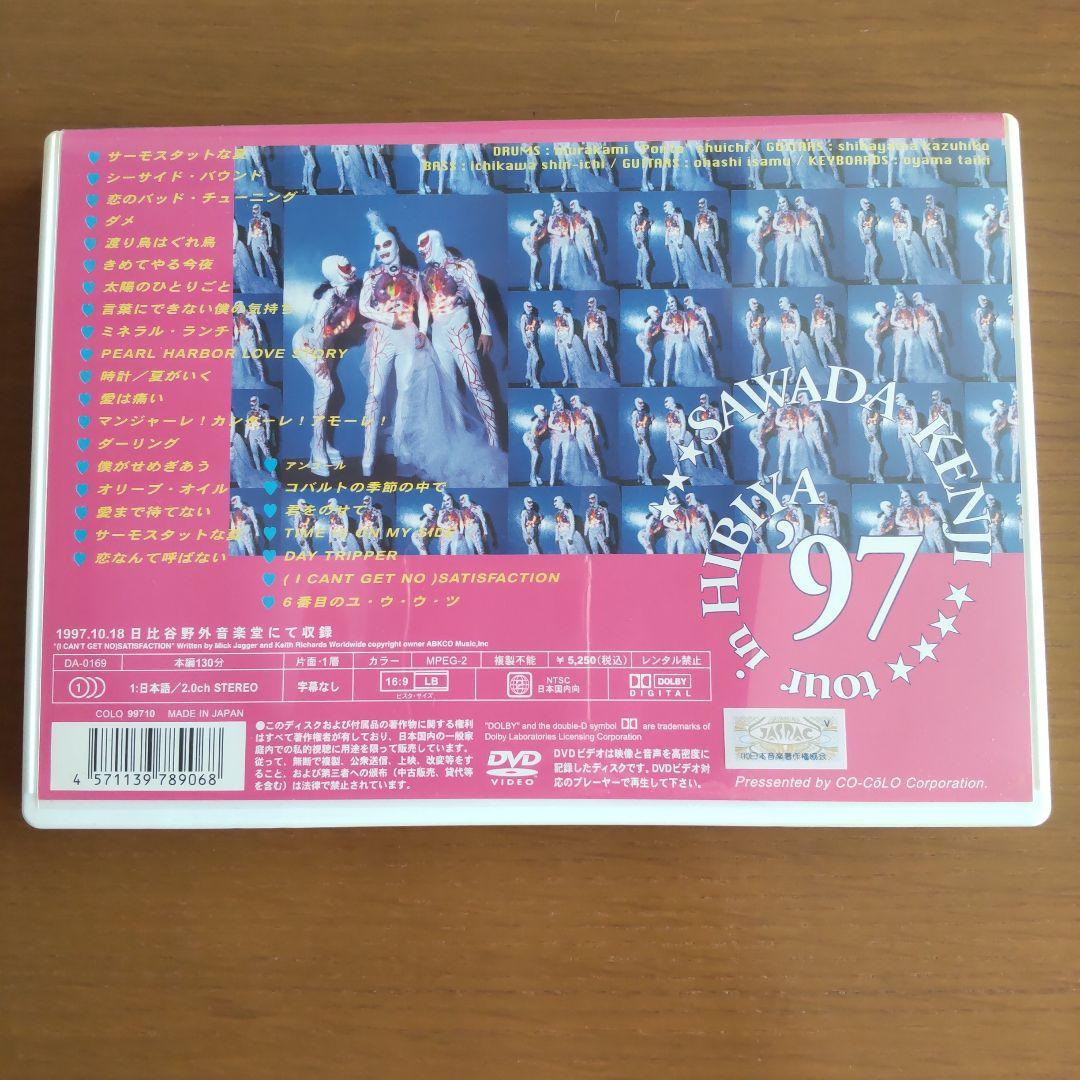 DRUMS : murakami "Ponta" shuichi / GUITARS : shibayama kazuhiko
BASS : ichikawa shin-ichi / GUITARS : ohashi isamu / KEYBOARDS : oyama taiki
サーモスタットな夏
シーサイド・バウンド
恋のバッド・チューニング
ダメ
渡り鳥はぐれ鳥
きめてやる今夜
太陽のひとりごと
言葉にできない僕の気持ち
ミネラル・ランチ
PEARL HARBOR LOVE STORY
時計/夏がいく
愛は痛い
マンジャーレ!カンターレ!アモーレ!
ダーリング
僕がせめぎあう
オリーブ・オイル
愛まで待てない
サーモスタットな夏
恋なんて呼ばない
アンコール
コバルトの季節の中で
君をのせて
TIME IS ON MY SIDE
DAY TRIPPER
( I CANT GET NO )SATISFACTION
6番目のユ・ウ・ウ・ツ
★★★SAWADA KENJI★★★★
tour in HIBIYA
'97
1997.10.18 日比谷野外音楽堂にて収録
"(I CAN'T GET NO)SATISFACTION" Written by Mick Jagger and Keith Richards Worldwide copyright owner ABKCO Music,Inc
DA-0169 本編130分 片面・1層 カラー MPEG-2 複製不能 ¥5,250(税込) レンタル禁止
1 1:日本語/2.0ch STEREO 字幕なし 16:9 LB
ビスタ・サイズ
NTSC
日本国内向
DOLBY
DIGITAL
COLO 99710 MADE IN JAPAN
4 571139 789068
●このディスクおよび付属品の著作物に関する権利
はすべて著作権者が有しており、日本国内の一般家
庭内での私的視聴に用途を限って販売しています。
従って、無断で複製、公衆送信、上映、改変等をす
ること、および第三者への頒布(中古販売、貸代等
を含む)は法律で禁止されています。
"DOLBY" and the double-D symbol are trademarks of
Dolby Laboratories Licensing Corporation
DVD
VIDEO
DVDビデオは映像と音声を高密度に
記録したディスクです。DVDビデオ対
応のプレーヤーで再生して下さい。
V
JASRAC
(社)日本音楽著作権協会
Presented by CO-CōLO Corporation.